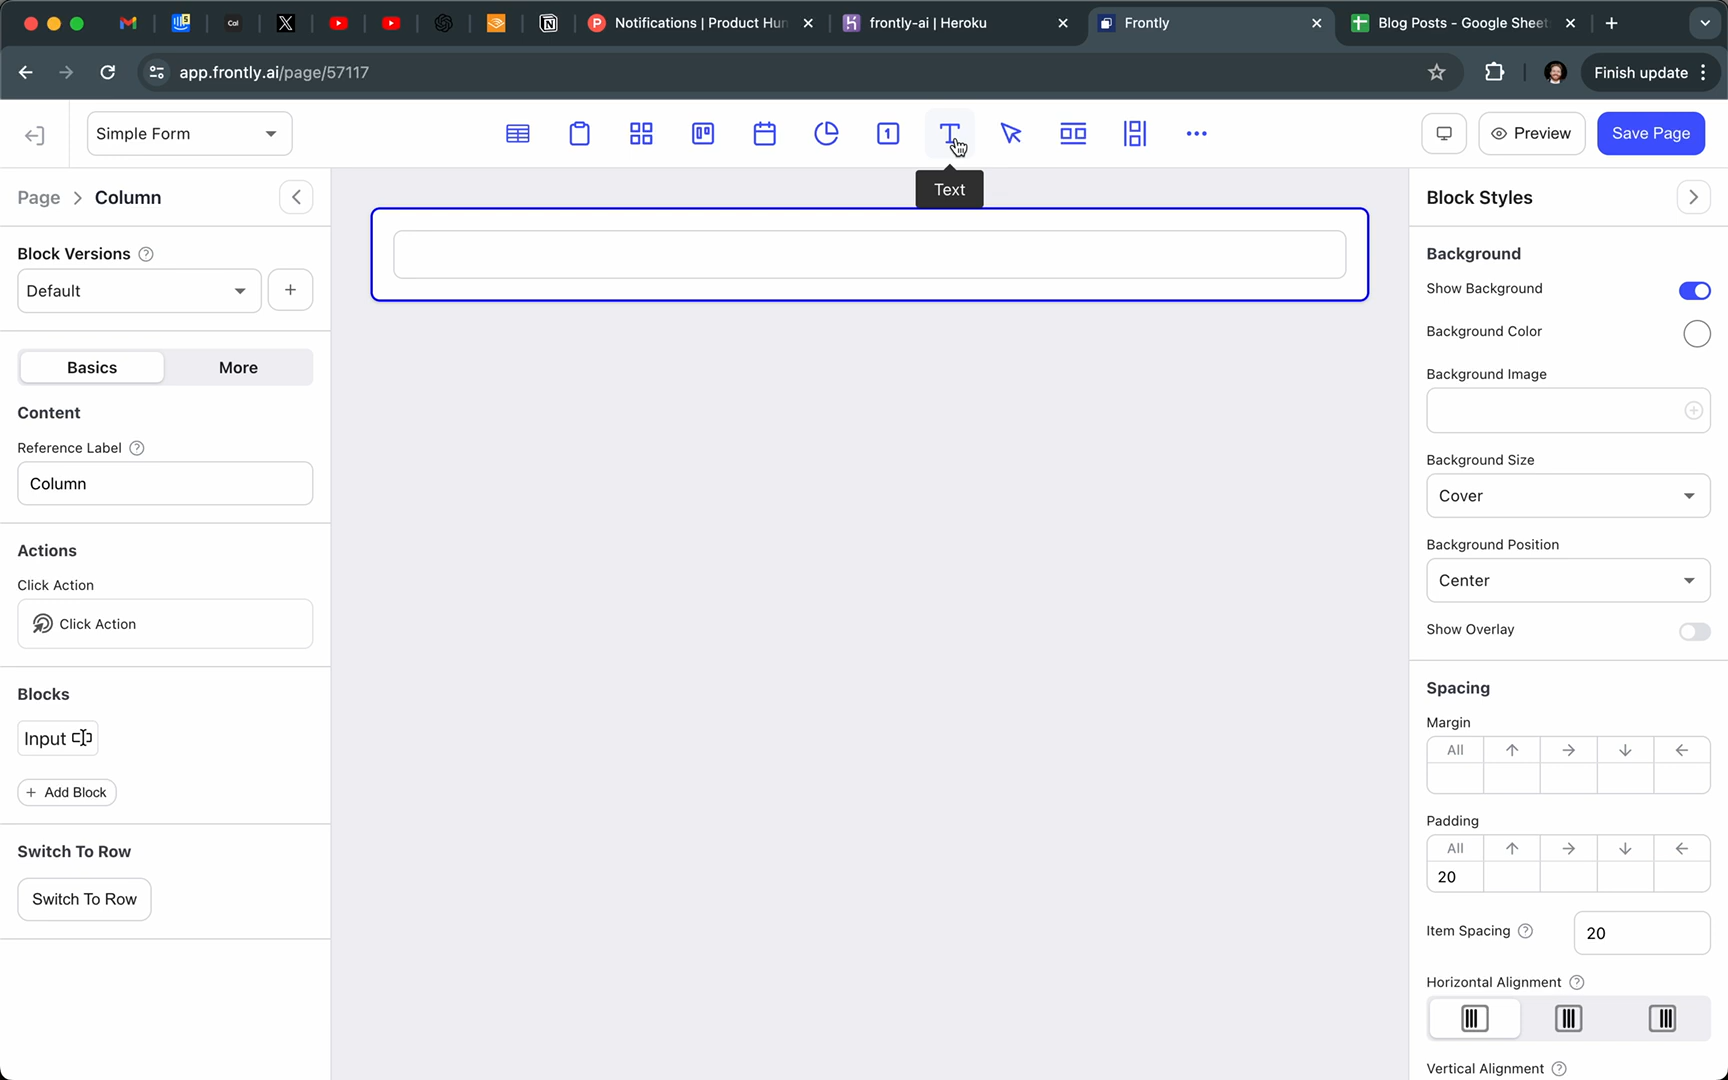 Notifications | Product Hun
frontly-ai | Heroku
Frontly
Blog Posts - Google Sheet
app.frontly.ai/page/57117
Finish update
Simple Form
Preview
Save Page
Text
Page > Column
Block Versions
Default
Basics
More
Content
Reference Label
Column
Actions
Click Action
Click Action
Blocks
Input
+ Add Block
Switch To Row
Switch To Row
Block Styles
Background
Show Background
Background Color
Background Image
Background Size
Cover
Background Position
Center
Show Overlay
Spacing
Margin
All
Padding
All
20
Item Spacing
20
Horizontal Alignment
Vertical Alignment